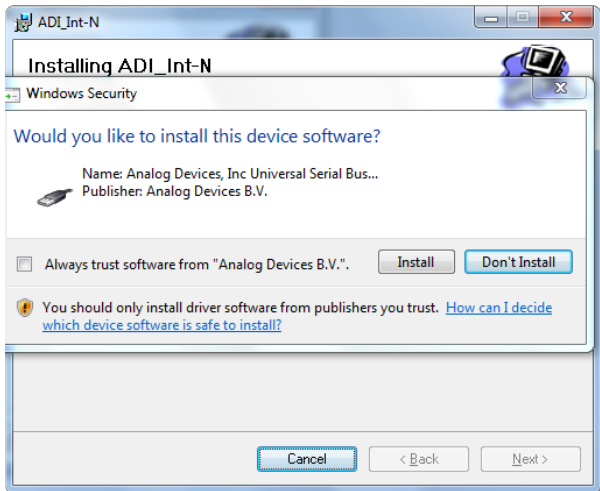 ADI_Int-N
Installing ADI_Int-N
Windows Security
Would you like to install this device software?
Name: Analog Devices, Inc Universal Serial Bus...
Publisher: Analog Devices B.V.
Always trust software from "Analog Devices B.V.".
Install
Don't Install
You should only install driver software from publishers you trust. How can I decide
which device software is safe to install?
Cancel
< Back
Next >